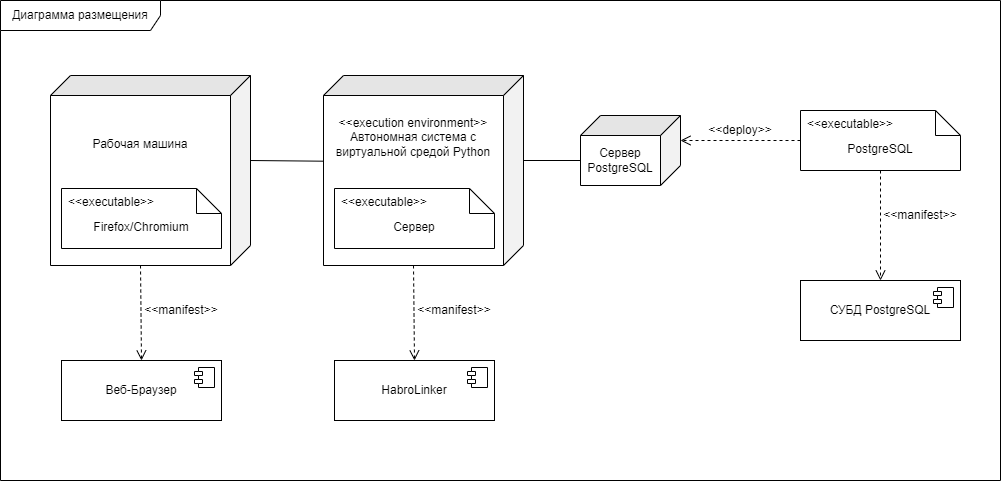 Диаграмма размещения
Рабочая машина
<<executable>>
Firefox/Chromium
<<manifest>>
Веб-Браузер
<<execution environment>>
Автономная система с
виртуальной средой Python
<<executable>>
Сервер
<<manifest>>
HabroLinker
Сервер
PostgreSQL
<<deploy>>
<<executable>>
PostgreSQL
<<manifest>>
СУБД PostgreSQL